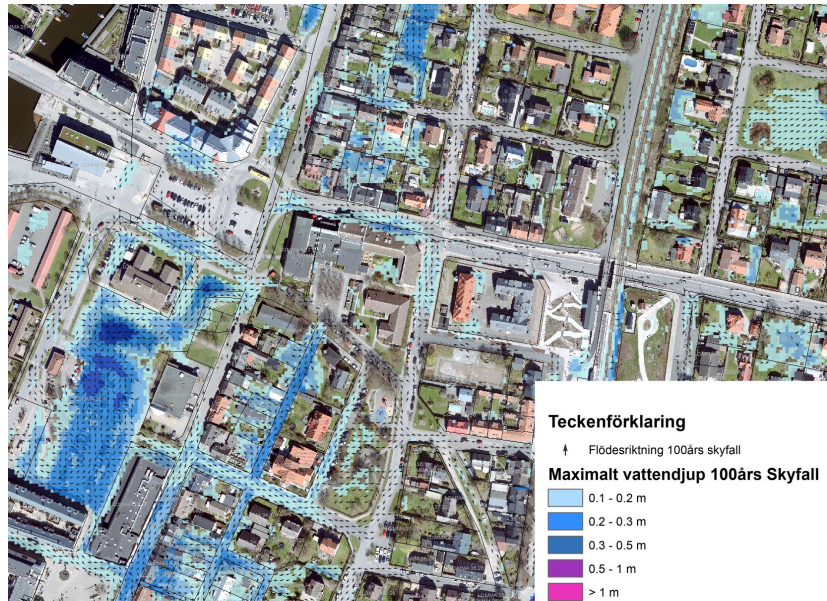 Teckenförklaring
Flödesriktning 100års skyfall
Maximalt vattendjup 100års Skyfall
0.1 - 0.2 m
0.2 - 0.3 m
0.3 - 0.5 m
0.5 - 1 m
> 1 m